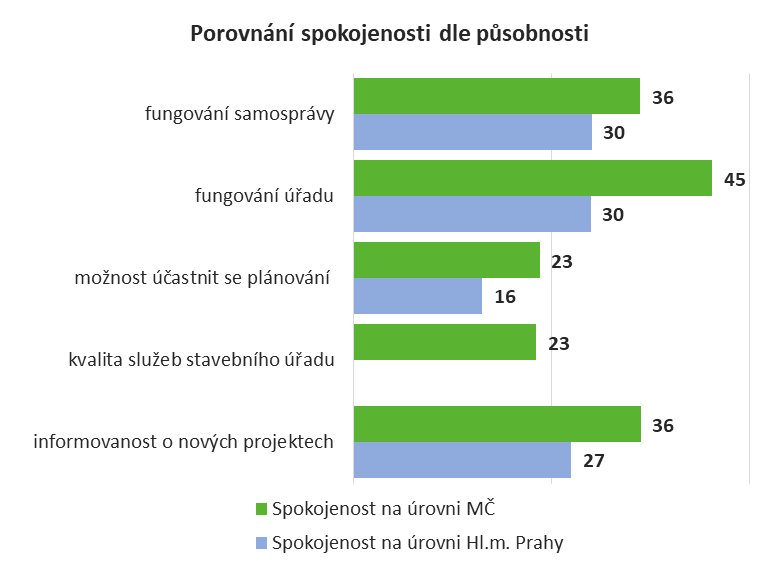 Porovnání spokojenosti dle působnosti
fungování samosprávy
36
30
fungování úřadu
45
30
možnost účastnit se plánování
23
16
kvalita služeb stavebního úřadu
23
informovanost o nových projektech
36
27
Spokojenost na úrovni MČ
Spokojenost na úrovni Hl.m. Prahy